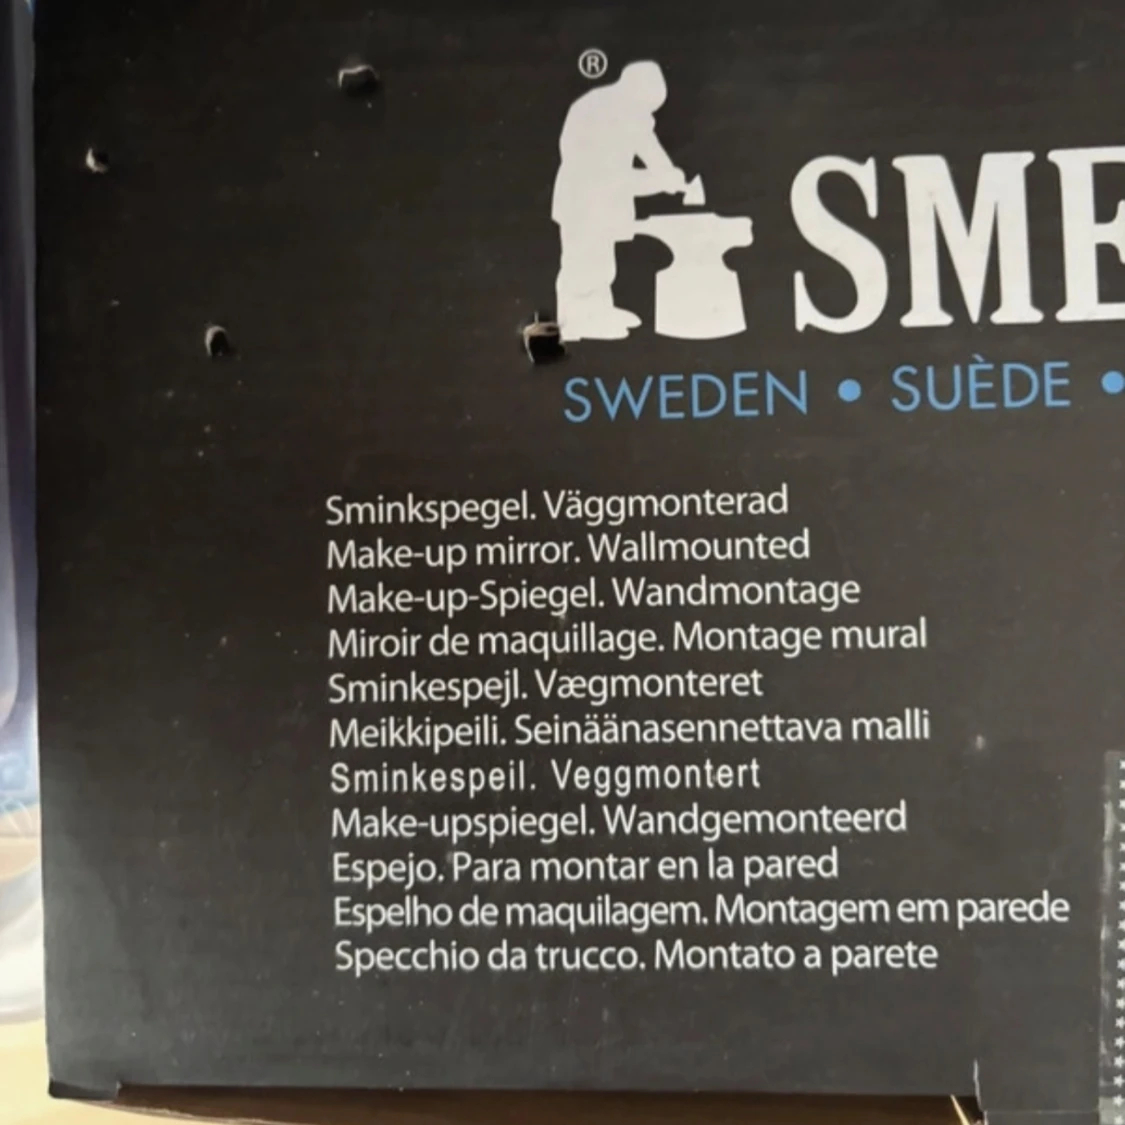 ®
SME
SWEDEN • SUÈDE •
Sminkspegel. Väggmonterad
Make-up mirror. Wallmounted
Make-up-Spiegel. Wandmontage
Miroir de maquillage. Montage mural
Sminkespejl. Vægmonteret
Meikkipeili. Seinäänasennettava malli
Sminkespeil. Veggmontert
Make-upspiegel. Wandgemonteerd
Espejo. Para montar en la pared
Espelho de maquilagem. Montagem em parede
Specchio da trucco. Montato a parete